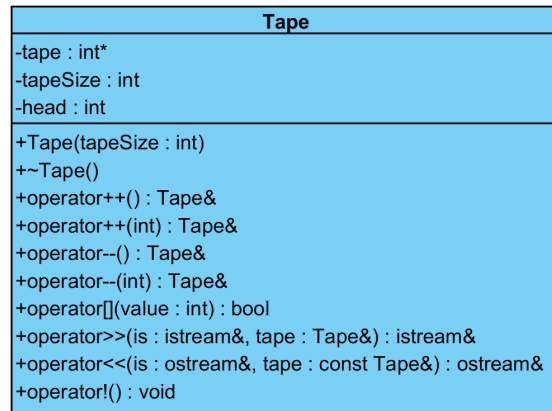 Tape
-tape : int*
-tapeSize : int
-head : int
+Tape(tapeSize : int)
+~Tape()
+operator++() : Tape&
+operator++(int) : Tape&
+operator--() : Tape&
+operator--(int) : Tape&
+operator[](value : int) : bool
+operator>>(is : istream&, tape : Tape&) : istream&
+operator<<(is : ostream&, tape : const Tape&) : ostream&
+operator!() : void